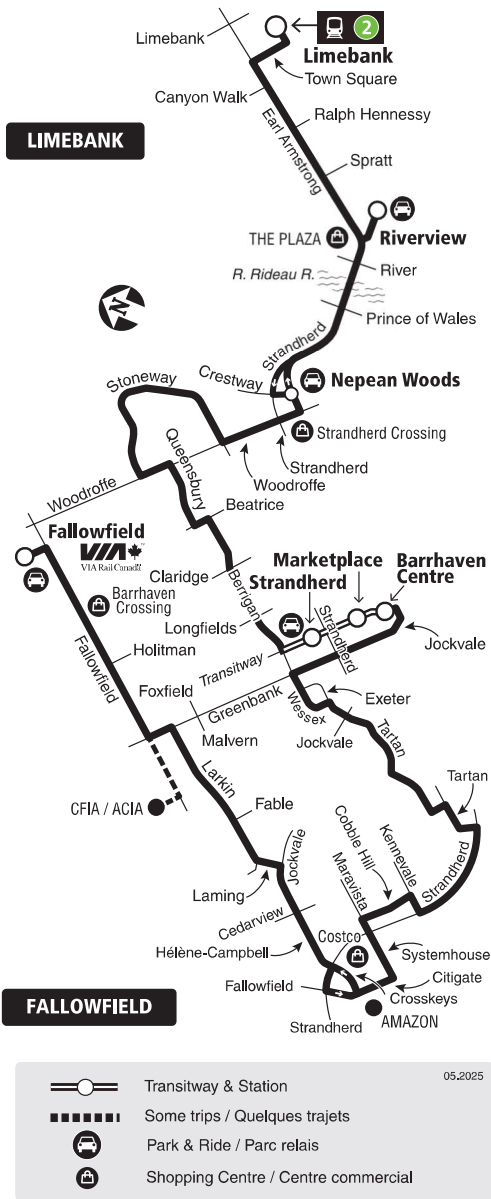 Limebank
2
Limebank
Town Square
Canyon Walk
Earl Armstrong
Ralph Hennessy
LIMEBANK
Spratt
THE PLAZA
Riverview
R. Rideau R.
River
N
Prince of Wales
Strandherd
Stoneway
Crestway
Nepean Woods
Queensbury
Strandherd Crossing
Strandherd
Woodroffe
Woodroffe
Beatrice
Fallowfield
VIA
VIA Rail Canada
Marketplace
Barrhaven
Centre
Strandherd
Claridge
Berrigan
Barrhaven
Crossing
Longfields
Strandherd
Jockvale
Fallowfield
Holitman
Transitway
Foxfield
Greenbank
Wessex
Exeter
Malvern
Jockvale
Tartan
Larkin
Tartan
CFIA / ACIA
Fable
Cobble Hill
Kennevale
Jockvale
Maravista
Strandherd
Laming
Cedarview
Costco
Hélène-Campbell
Systemhouse
Fallowfield
Citigate
Crosskeys
FALLOWFIELD
Strandherd
AMAZON
05.2025
Transitway & Station
Some trips / Quelques trajets
Park & Ride / Parc relais
Shopping Centre / Centre commercial